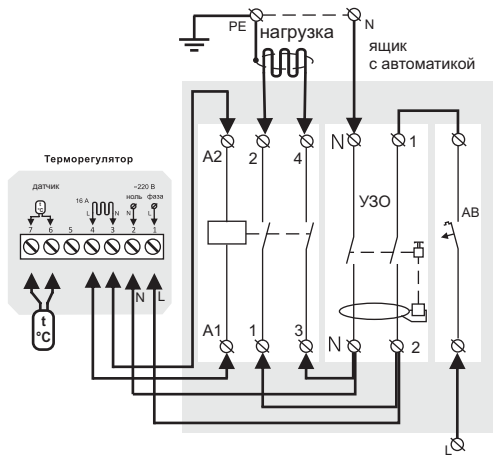 PE
N
нагрузка
ящик
с автоматикой
Терморегулятор
датчик
~220 В
16 А
ноль
фаза
t
°C
L
N
N
L
7
6
5
4
3
2
1
A2
2
4
N
1
УЗО
АВ
N
L
t
°C
A1
1
3
N
2
L